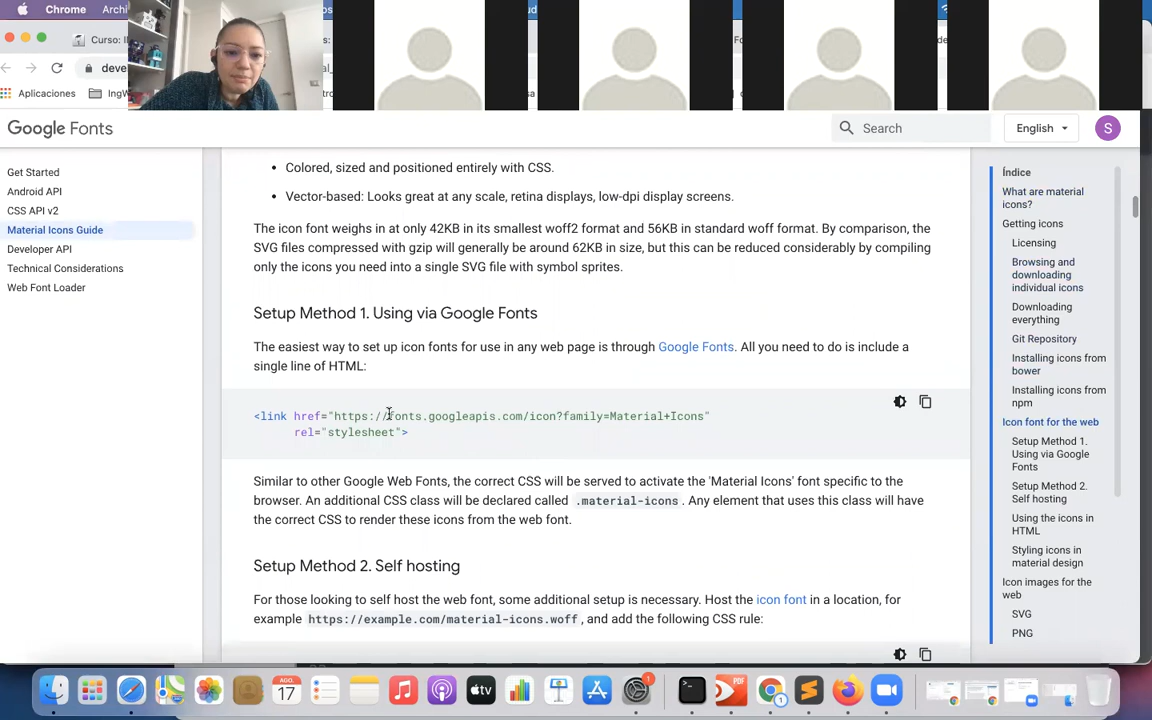 Chrome Archi
Curso: I
deve
Aplicaciones IngW
Google Fonts
Search
English
S
Get Started
Android API
CSS API v2
Material Icons Guide
Developer API
Technical Considerations
Web Font Loader
• Colored, sized and positioned entirely with CSS.
• Vector-based: Looks great at any scale, retina displays, low-dpi display screens.
The icon font weighs in at only 42KB in its smallest woff2 format and 56KB in standard woff format. By comparison, the
SVG files compressed with gzip will generally be around 62KB in size, but this can be reduced considerably by compiling
only the icons you need into a single SVG file with symbol sprites.
Setup Method 1. Using via Google Fonts
The easiest way to set up icon fonts for use in any web page is through Google Fonts. All you need to do is include a
single line of HTML:
<link href="https://fonts.googleapis.com/icon?family=Material+Icons"
rel="stylesheet">
Similar to other Google Web Fonts, the correct CSS will be served to activate the 'Material Icons' font specific to the
browser. An additional CSS class will be declared called .material-icons. Any element that uses this class will have
the correct CSS to render these icons from the web font.
Setup Method 2. Self hosting
For those looking to self host the web font, some additional setup is necessary. Host the icon font in a location, for
example https://example.com/material-icons.woff, and add the following CSS rule:
Índice
What are material
icons?
Getting icons
Licensing
Browsing and
downloading
individual icons
Downloading
everything
Git Repository
Installing icons from
bower
Installing icons from
npm
Icon font for the web
Setup Method 1.
Using via Google
Fonts
Setup Method 2.
Self hosting
Using the icons in
HTML
Styling icons in
material design
Icon images for the
web
SVG
PNG
AGO.
17
tv
1
1